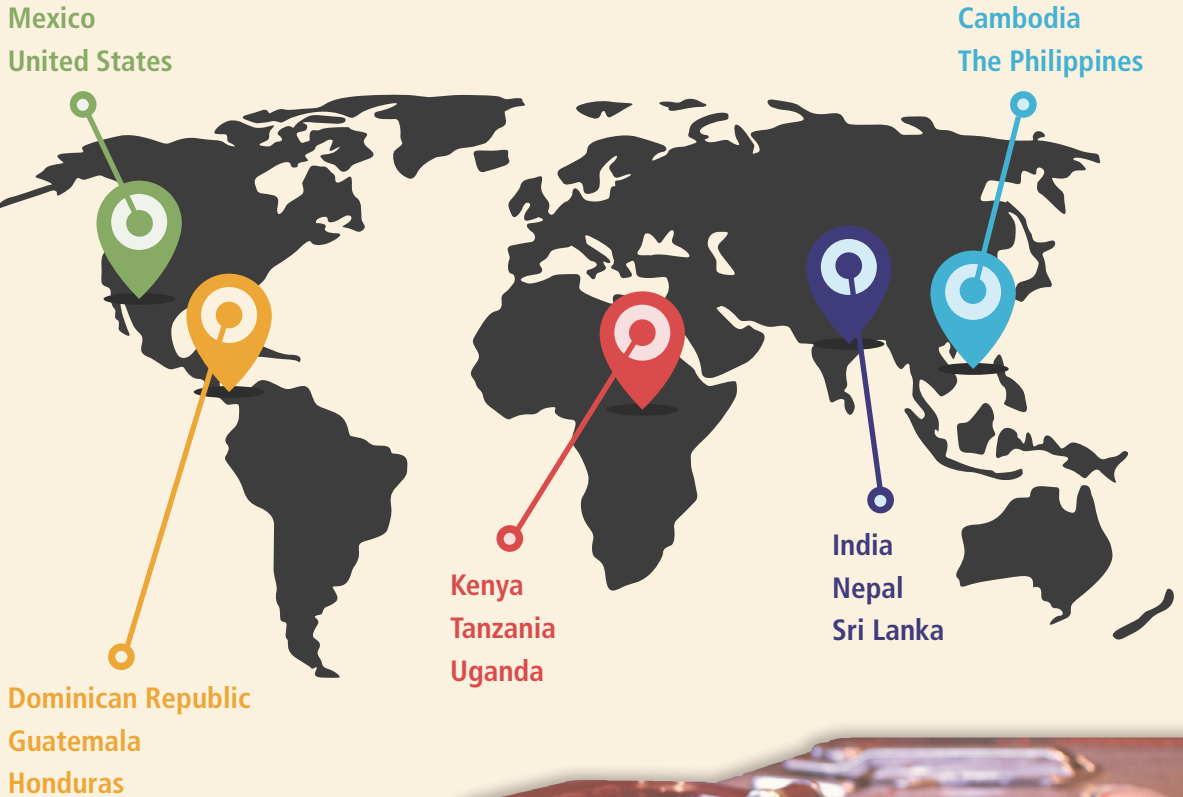 Mexico
United States
Cambodia
The Philippines
Kenya
Tanzania
Uganda
India
Nepal
Sri Lanka
Dominican Republic
Guatemala
Honduras